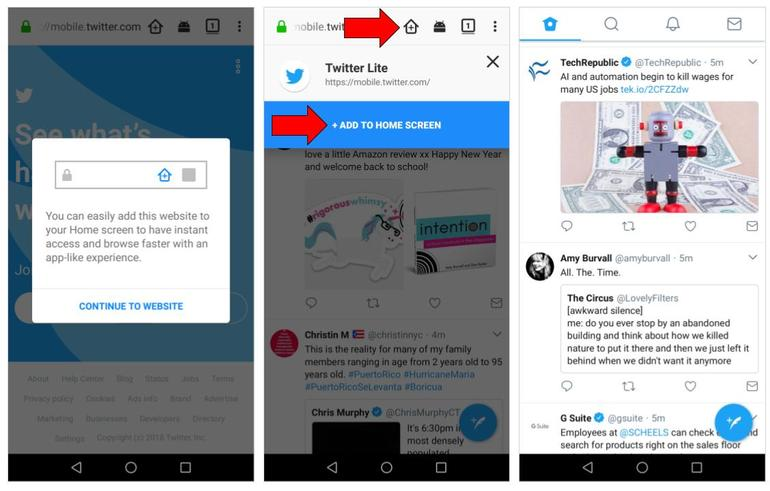 ://mobile.twitter.com
1
See what's
You can easily add this website to
your Home screen to have instant
access and browse faster with an
app-like experience.
CONTINUE TO WEBSITE
About Help Center Blog Status Jobs Terms
Privacy policy Cookies Ads info Brand Advertise
Marketing Businesses Developers Directory
Settings Copyright (c) 2018 Twitter, Inc.
mobile.twit
1
Twitter Lite
https://mobile.twitter.com/
+ ADD TO HOME SCREEN
love a little Amazon review xx Happy New Year
and welcome back to school!
#rigorouswhimsy
intention
Christin M @christinnyc · 4m
This is the reality for many of my family
members ranging in age from 2 years old to 95
years old. #PuertoRico #HurricaneMaria
#PuertoRicoSeLevanta #Boricua
Chris Murphy @ChrisMurphyCT
It's 6:30pm i
most densely
populated
TechRepublic @TechRepublic · 5m
AI and automation begin to kill wages for
many US jobs tek.io/2CFZZdw
Amy Burvall @amyburvall · 5m
All. The. Time.
The Circus @LovelyFilters
[awkward silence]
me: do you ever stop by an abandoned
building and think about how we killed
nature to put it there and then we just left it
behind when we didn't want it anymore
G Suite
G Suite @gsuite · 5m
Employees at @SCHEELS can check nd
search for products right on the sales floor